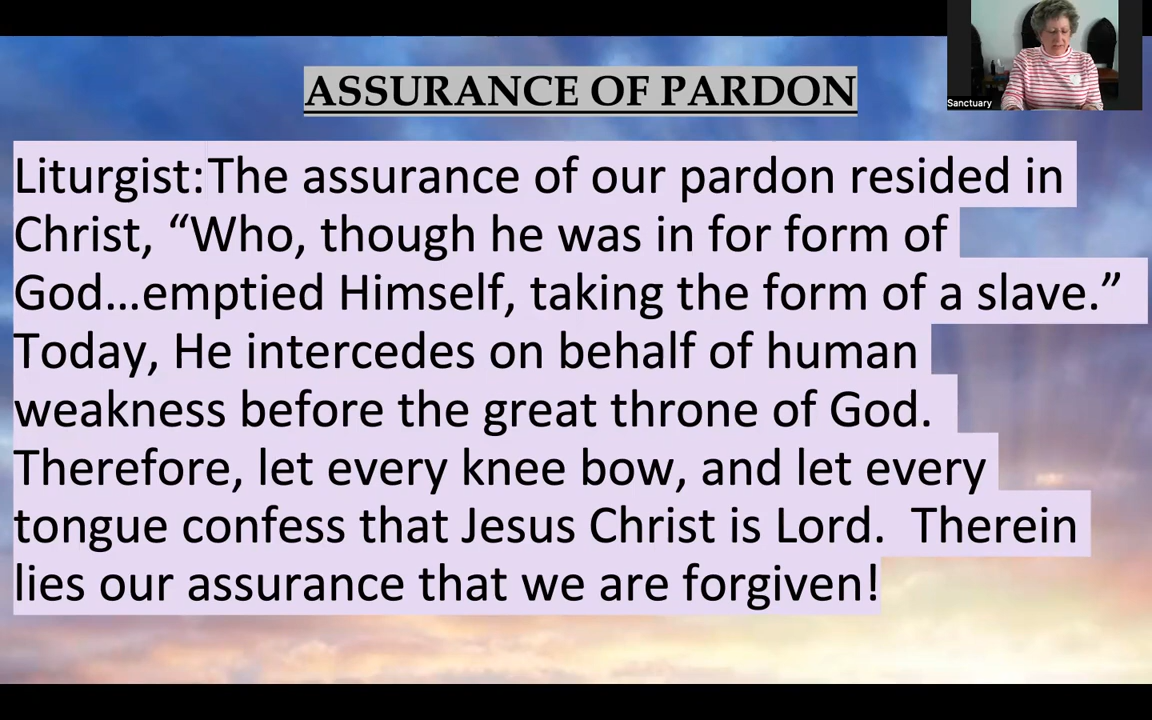 ASSURANCE OF PARDON
Sanctuary
Liturgist:The assurance of our pardon resided in
Christ, “Who, though he was in for form of
God…emptied Himself, taking the form of a slave.”
Today, He intercedes on behalf of human
weakness before the great throne of God.
Therefore, let every knee bow, and let every
tongue confess that Jesus Christ is Lord.  Therein
lies our assurance that we are forgiven!